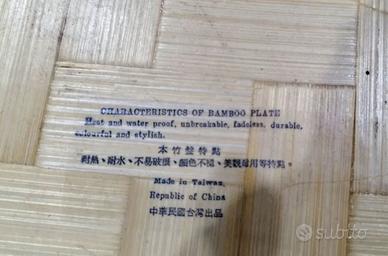 CHARACTERISTICS OF BAMBOO PLATE
Heat and water proof, unbreakable, fadeless, durable,
colourful and stylish.
本竹盤特點
耐熱、耐水、不易破損、顏色不褪、美觀耐用等特點。
Made in Taiwan,
Republic of China
中華民國台灣出品
subito